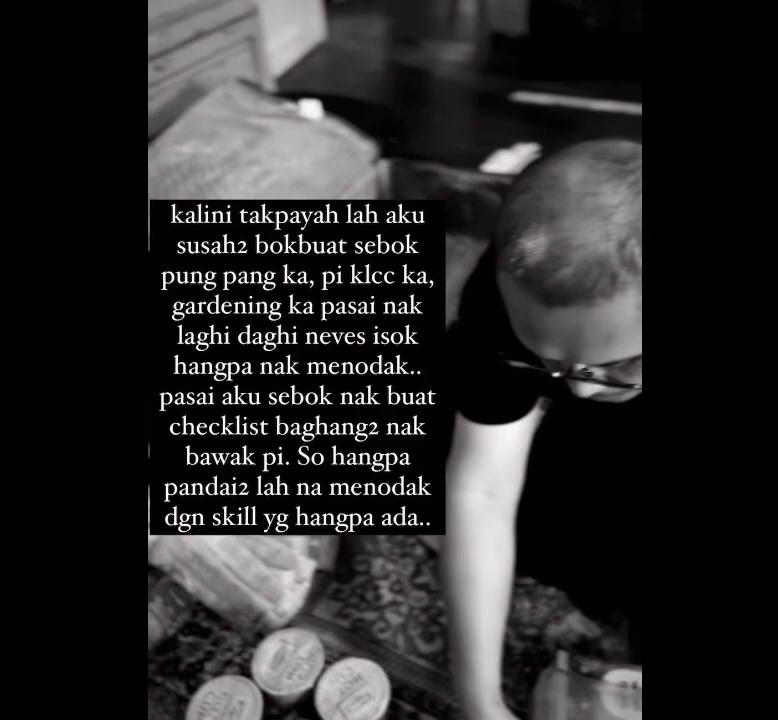 kalini takpayah lah aku
susah2 bokbuat sebok
pung pang ka, pi klcc ka,
gardening ka pasai nak
laghi daghi neves isok
hangpa nak menodak..
pasai aku sebok nak buat
checklist baghang2 nak
bawak pi. So hangpa
pandai2 lah na menodak
dgn skill yg hangpa ada..